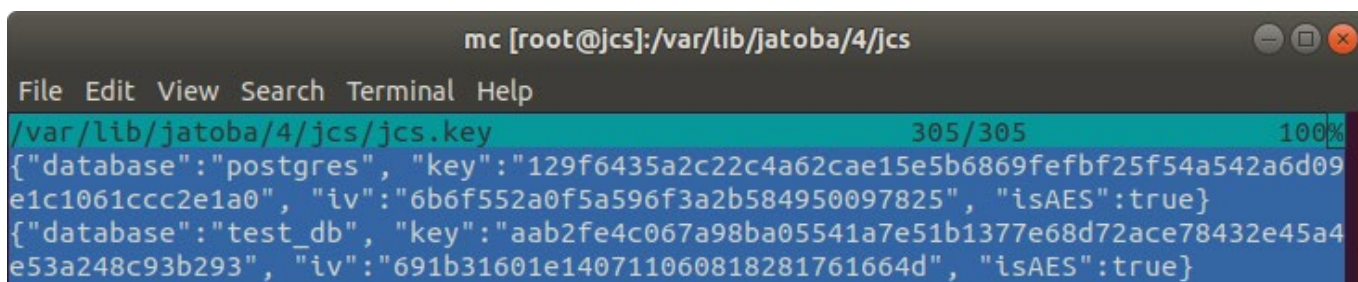 mc [root@jcs]:/var/lib/jatoba/4/jcs
File Edit View Search Terminal Help
/var/lib/jatoba/4/jcs/jcs.key 305/305 100%
{"database":"postgres", "key":"129f6435a2c22c4a62cae15e5b6869fefbf25f54a542a6d09
e1c1061ccc2e1a0", "iv":"6b6f552a0f5a596f3a2b584950097825", "isAES":true}
{"database":"test_db", "key":"aab2fe4c067a98ba05541a7e51b1377e68d72ace78432e45a4
e53a248c93b293", "iv":"691b31601e140711060818281761664d", "isAES":true}